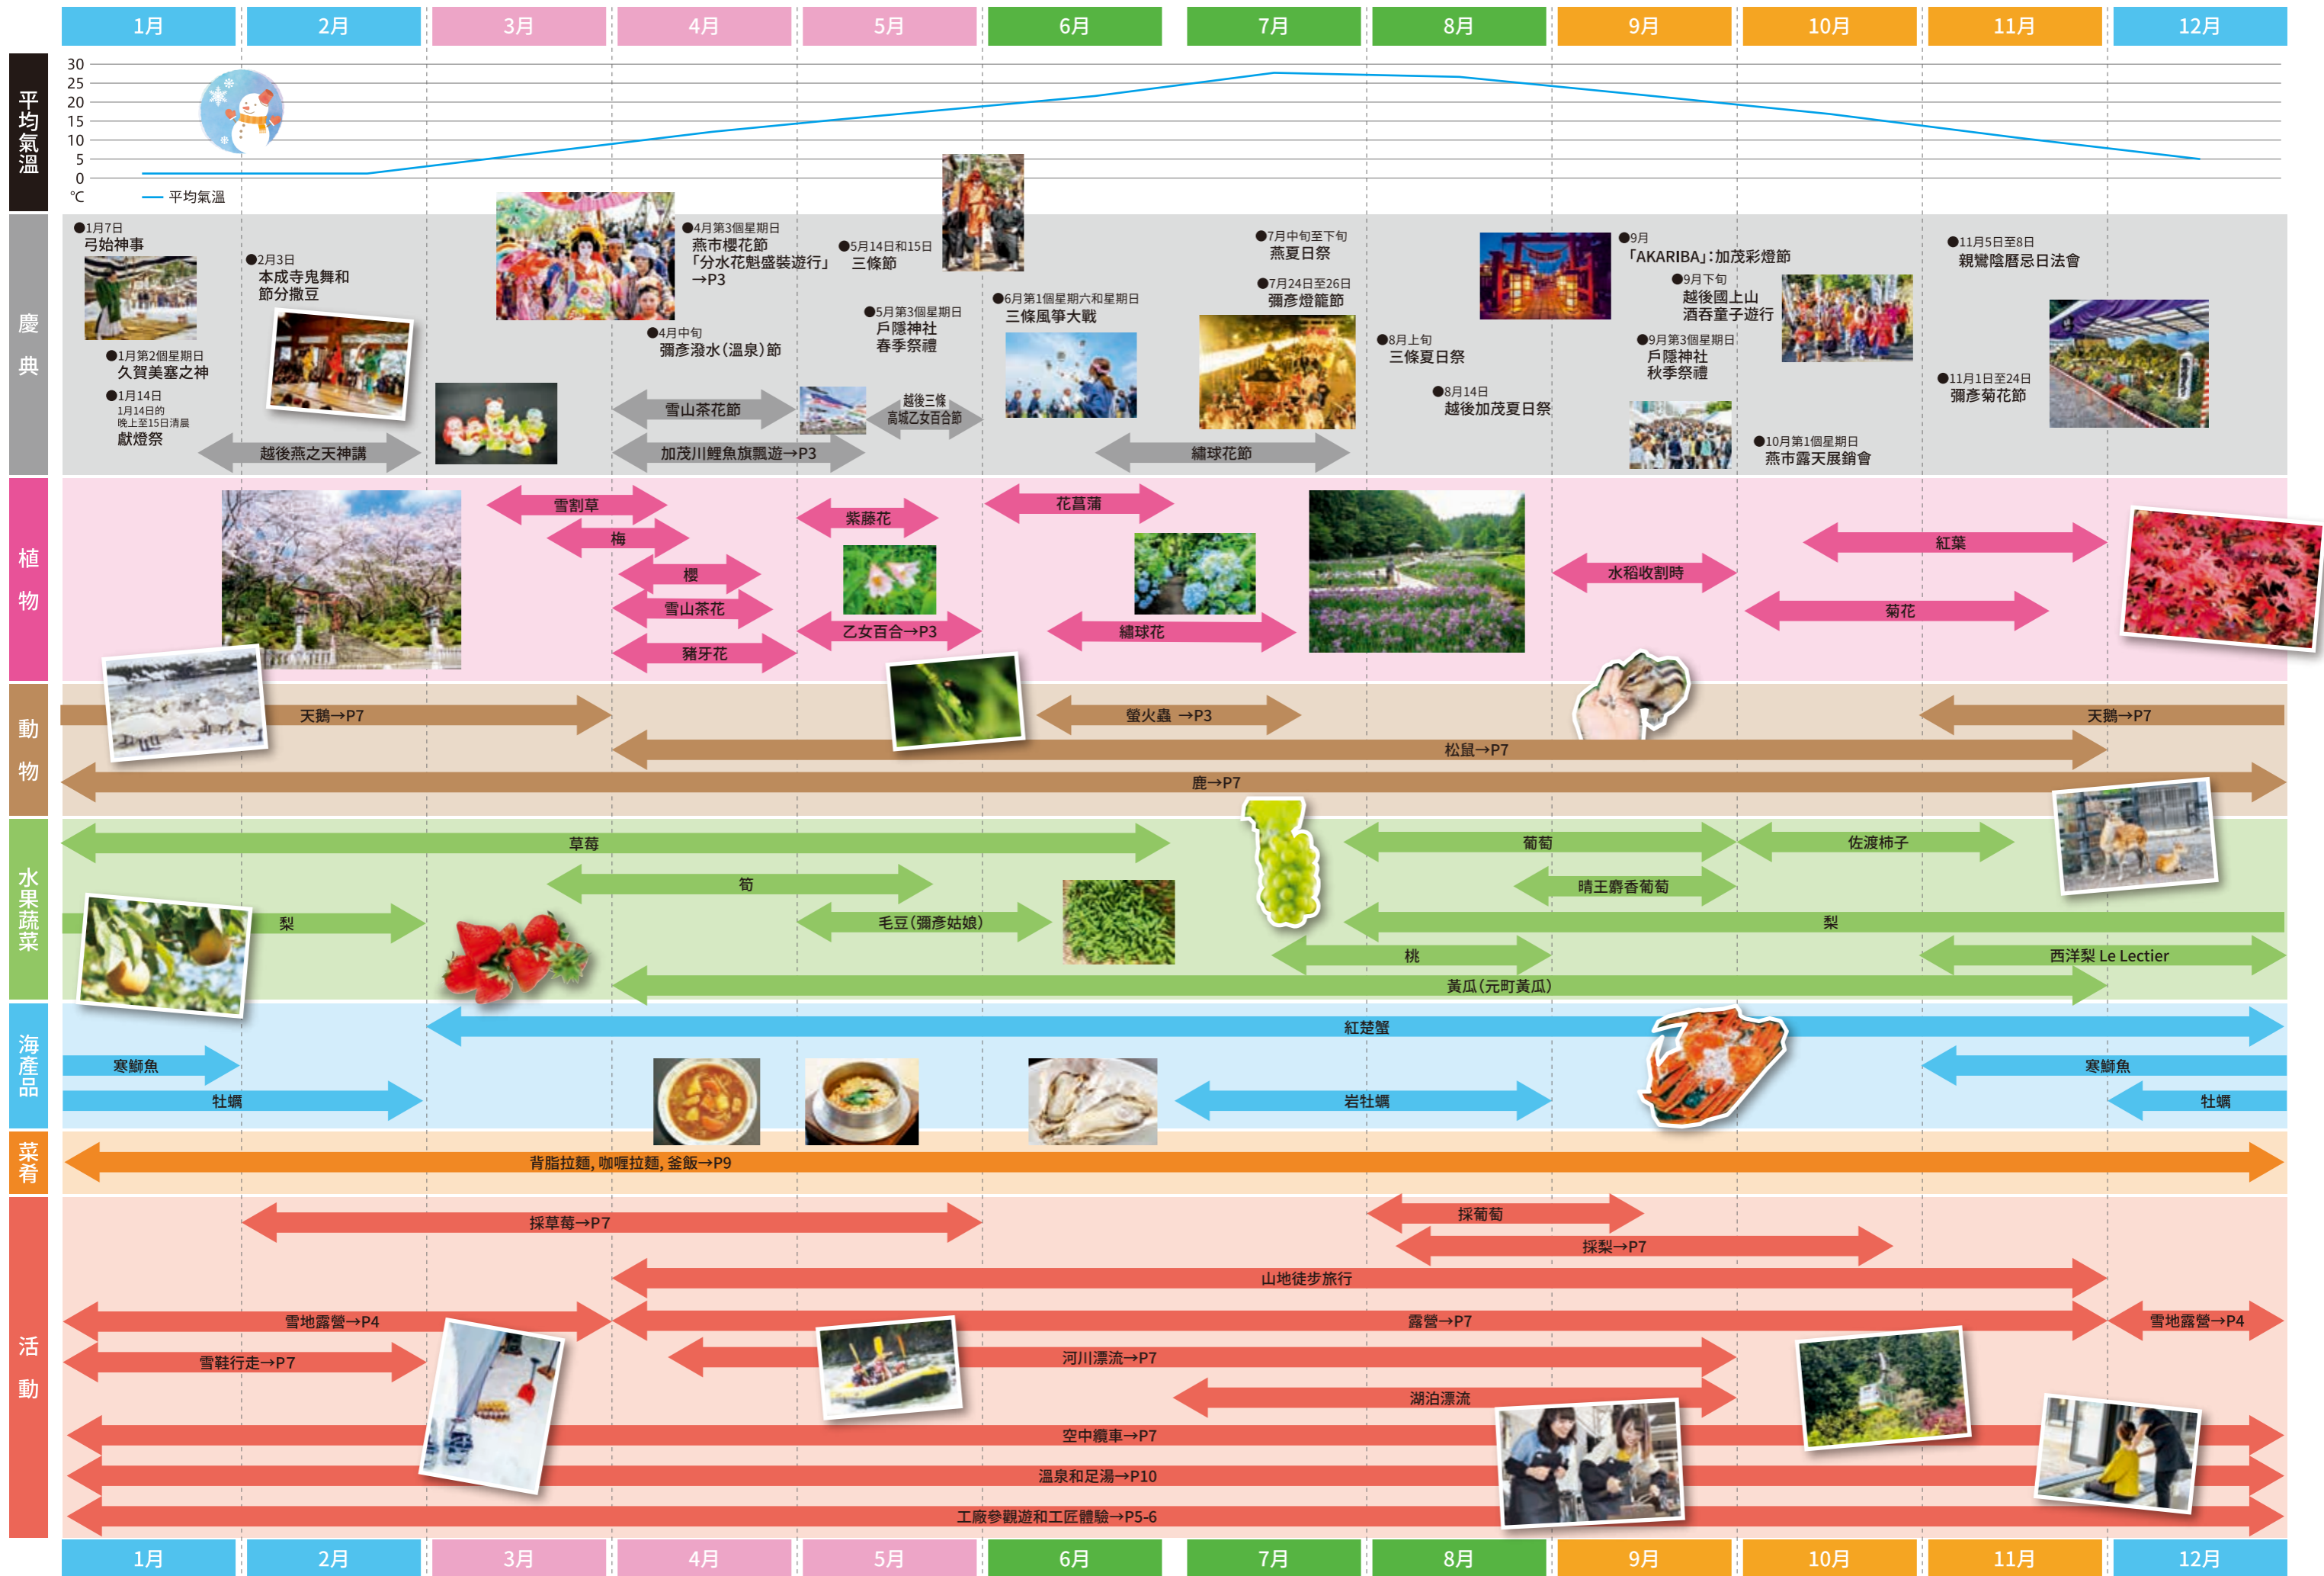 1月 2月 3月 4月 5月 6月 7月 8月 9月 10月 11月 12月
平均氣溫
30
25
20
15
10
5
0
℃
平均氣溫
慶典
●1月7日
弓始神事
●1月第2個星期日
久賀美塞之神
●1月14日
1月14日的
晚上至15日清晨
獻燈祭
●2月3日
本成寺鬼舞和
節分撒豆
越後燕之天神講
●4月第3個星期日
燕市櫻花節
「分水花魁盛裝遊行」
→P3
●4月中旬
彌彥潑水(溫泉)節
雪山茶花節
加茂川鯉魚旗飄遊→P3
●5月14日和15日
三條節
●5月第3個星期日
戶隱神社
春季祭禮
越後三條
高城乙女百合節
●6月第1個星期六和星期日
三條風箏大戰
繡球花節
●7月中旬至下旬
燕夏日祭
●7月24日至26日
彌彥燈籠節
●8月上旬
三條夏日祭
●8月14日
越後加茂夏日祭
●9月
「AKARIBA」:加茂彩燈節
●9月下旬
越後國上山
酒吞童子遊行
●9月第3個星期日
戶隱神社
秋季祭禮
●10月第1個星期日
燕市露天展銷會
●11月5日至8日
親鸞陰曆忌日法會
●11月1日至24日
彌彥菊花節
植物
雪割草
梅
櫻
雪山茶花
豬牙花
紫藤花
乙女百合→P3
花菖蒲
繡球花
水稻收割時
紅葉
菊花
動物
天鵝→P7
螢火蟲 →P3
天鵝→P7
松鼠→P7
鹿→P7
水果蔬菜
草莓
葡萄
佐渡柿子
筍
晴王麝香葡萄
梨
毛豆(彌彥姑娘)
梨
桃
西洋梨 Le Lectier
黃瓜(元町黃瓜)
海產品
紅楚蟹
寒鰤魚
寒鰤魚
牡蠣
岩牡蠣
牡蠣
菜肴
背脂拉麵, 咖喱拉麵, 釜飯→P9
活動
採草莓→P7
採葡萄
採梨→P7
山地徒步旅行
雪地露營→P4
露營→P7
雪地露營→P4
雪鞋行走→P7
河川漂流→P7
湖泊漂流
空中纜車→P7
溫泉和足湯→P10
工廠參觀遊和工匠體驗→P5-6
1月 2月 3月 4月 5月 6月 7月 8月 9月 10月 11月 12月